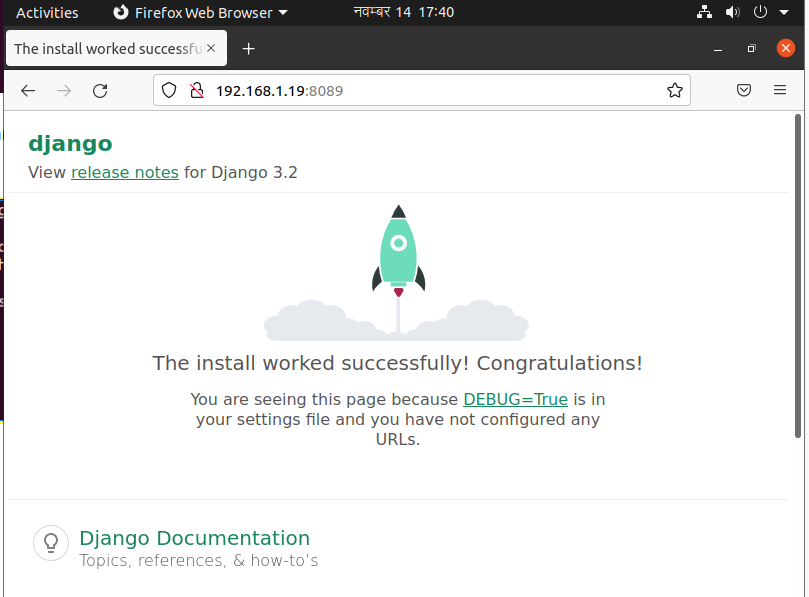 Activities Firefox Web Browser नवम्बर 14 17:40
The install worked successfu
192.168.1.19:8089
django
View release notes for Django 3.2
The install worked successfully! Congratulations!
You are seeing this page because DEBUG=True is in
your settings file and you have not configured any
URLs.
Django Documentation
Topics, references, & how-to's